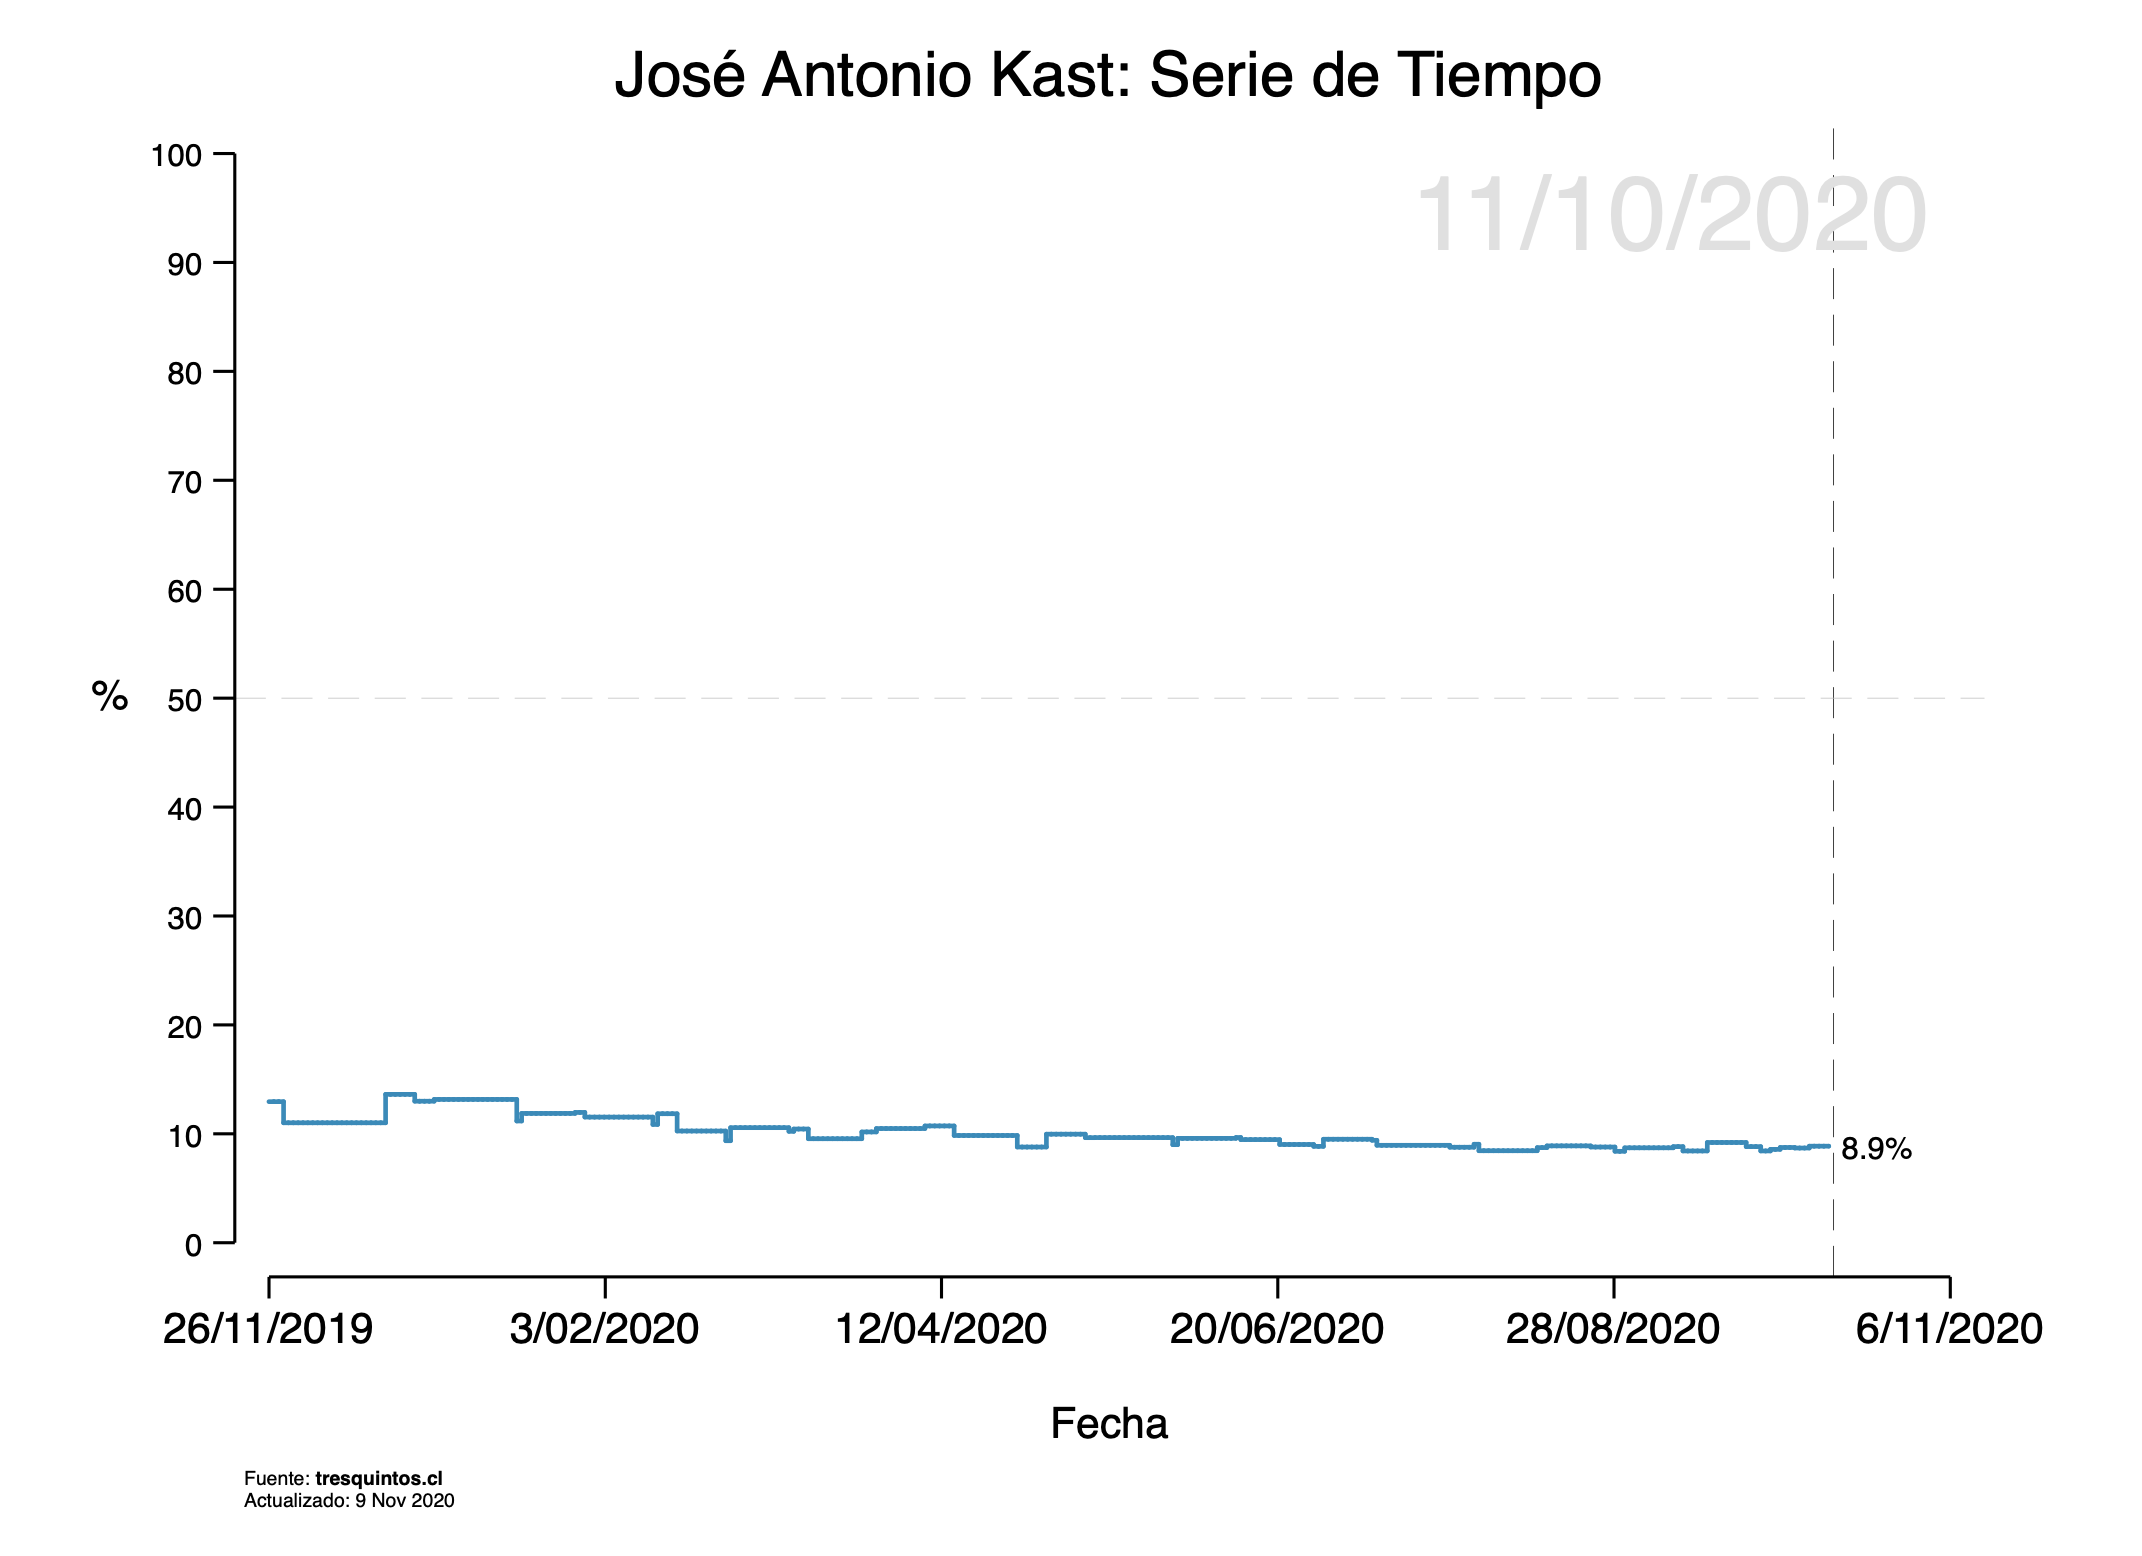 José Antonio Kast: Serie de Tiempo
11/10/2020
100
90
80
70
60
50
40
30
20
10
0
%
8.9%
26/11/2019 3/02/2020 12/04/2020 20/06/2020 28/08/2020 6/11/2020
Fecha
Fuente: tresquintos.cl
Actualizado: 9 Nov 2020